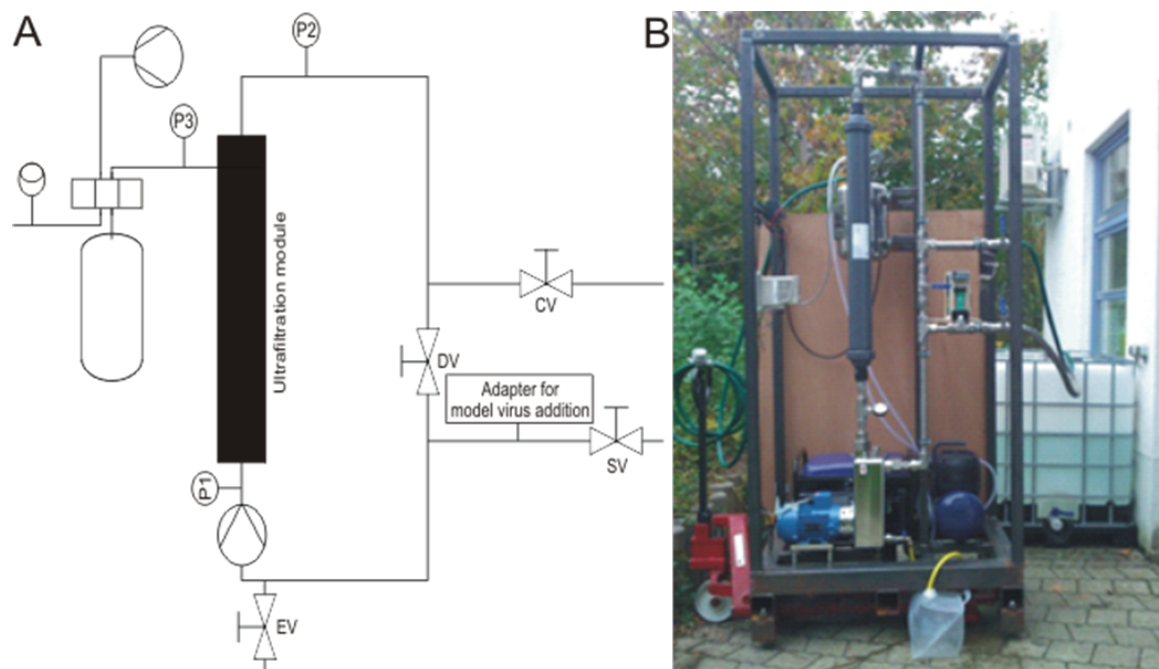 A
P2
B
P3
Ultrafiltration module
CV
DV
Adapter for
model virus addition
SV
P1
EV